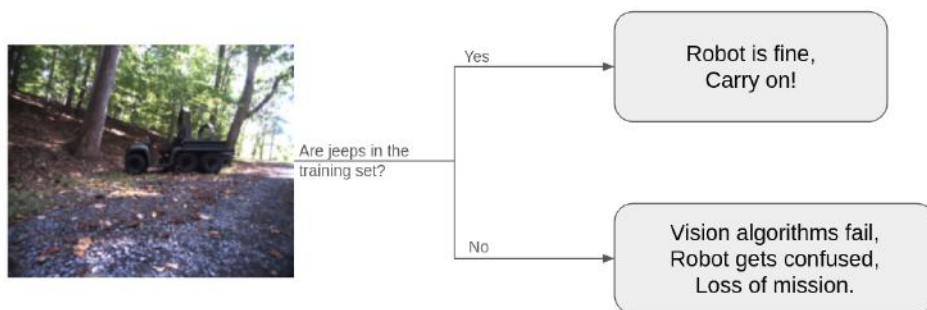 Yes
Robot is fine,
Carry on!
Are jeeps in the
training set?
No
Vision algorithms fail,
Robot gets confused,
Loss of mission.